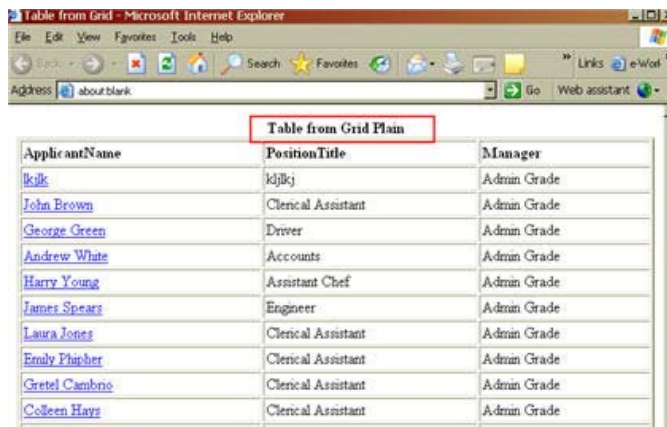 Table from Grid - Microsoft Internet Explorer
File Edit View Favorites Tools Help
Back Search Favorites Links eWork
Address about:blank Go Web assistant
Table from Grid Plain
ApplicantName PositionTitle Manager
lkjlk kljlkj Admin Grade
John Brown Clerical Assistant Admin Grade
George Green Driver Admin Grade
Andrew White Accounts Admin Grade
Harry Young Assistant Chef Admin Grade
James Spears Engineer Admin Grade
Laura Jones Clerical Assistant Admin Grade
Emily Phipher Clerical Assistant Admin Grade
Gretel Cambrio Clerical Assistant Admin Grade
Colleen Hays Clerical Assistant Admin Grade